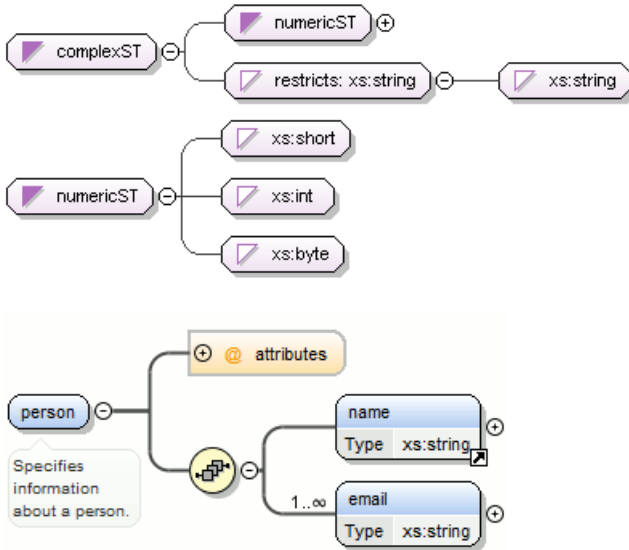 numericST
complexST
restricts: xs:string
xs:string
xs:short
numericST
xs:int
xs:byte
@ attributes
person
name
Type xs:string
Specifies
information
about a person.
1..∞
email
Type xs:string